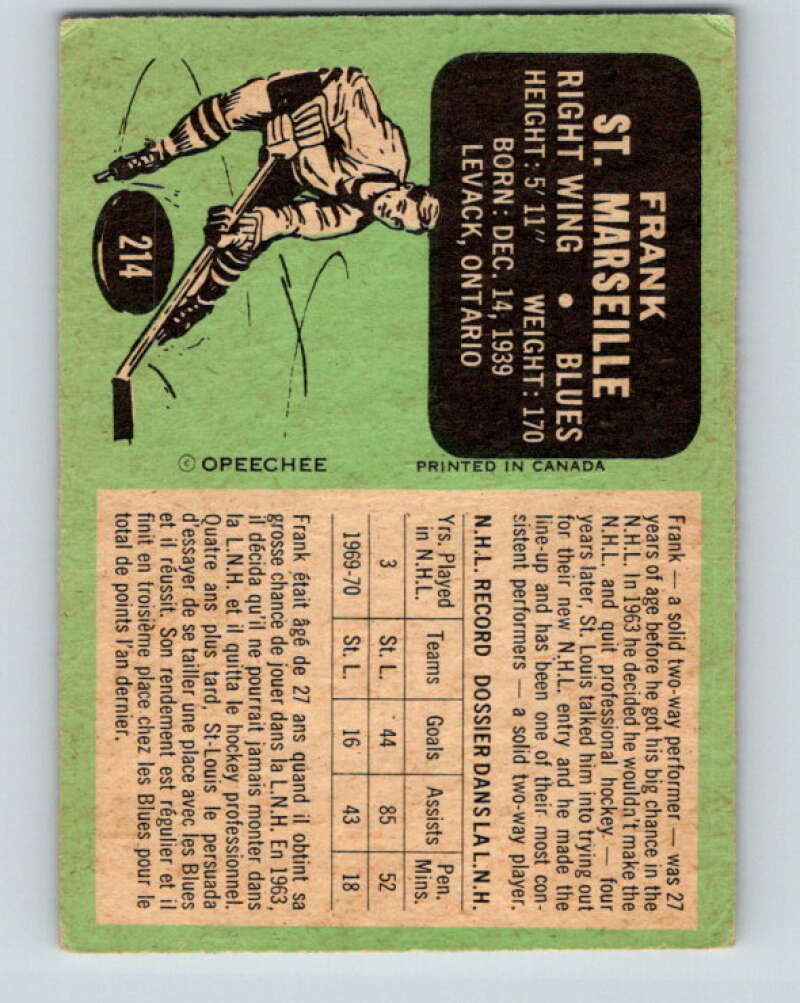 FRANK
ST. MARSEILLE
RIGHT WING • BLUES
HEIGHT: 5' 11" WEIGHT: 170
BORN: DEC. 14, 1939
LEVACK, ONTARIO
214
© OPEECHEE
PRINTED IN CANADA
Frank — a solid two-way performer — was 27
years of age before he got his big chance in the
N.H.L. In 1963 he decided he wouldn't make the
N.H.L. and quit professional hockey — four
years later, St. Louis talked him into trying out
for their new N.H.L. entry and he made the
line-up and has been one of their most con-
sistent performers — a solid two-way player.
N.H.L. RECORD DOSSIER DANS LA L.N.H.
Yrs. Played in N.H.L. Teams Goals Assists Pen. Mins.
3 St. L. 44 85 52
1969-70 St. L. 16 43 18
Frank était âgé de 27 ans quand il obtint sa
grosse chance de jouer dans la L.N.H. En 1963,
il décida qu'il ne pourrait jamais monter dans
la L.N.H. et il quitta le hockey professionnel.
Quatre ans plus tard, St-Louis le persuada
d'essayer de se tailler une place avec les Blues
et il réussit. Son rendement est régulier et il
finit en troisième place chez les Blues pour le
total de points l'an dernier.